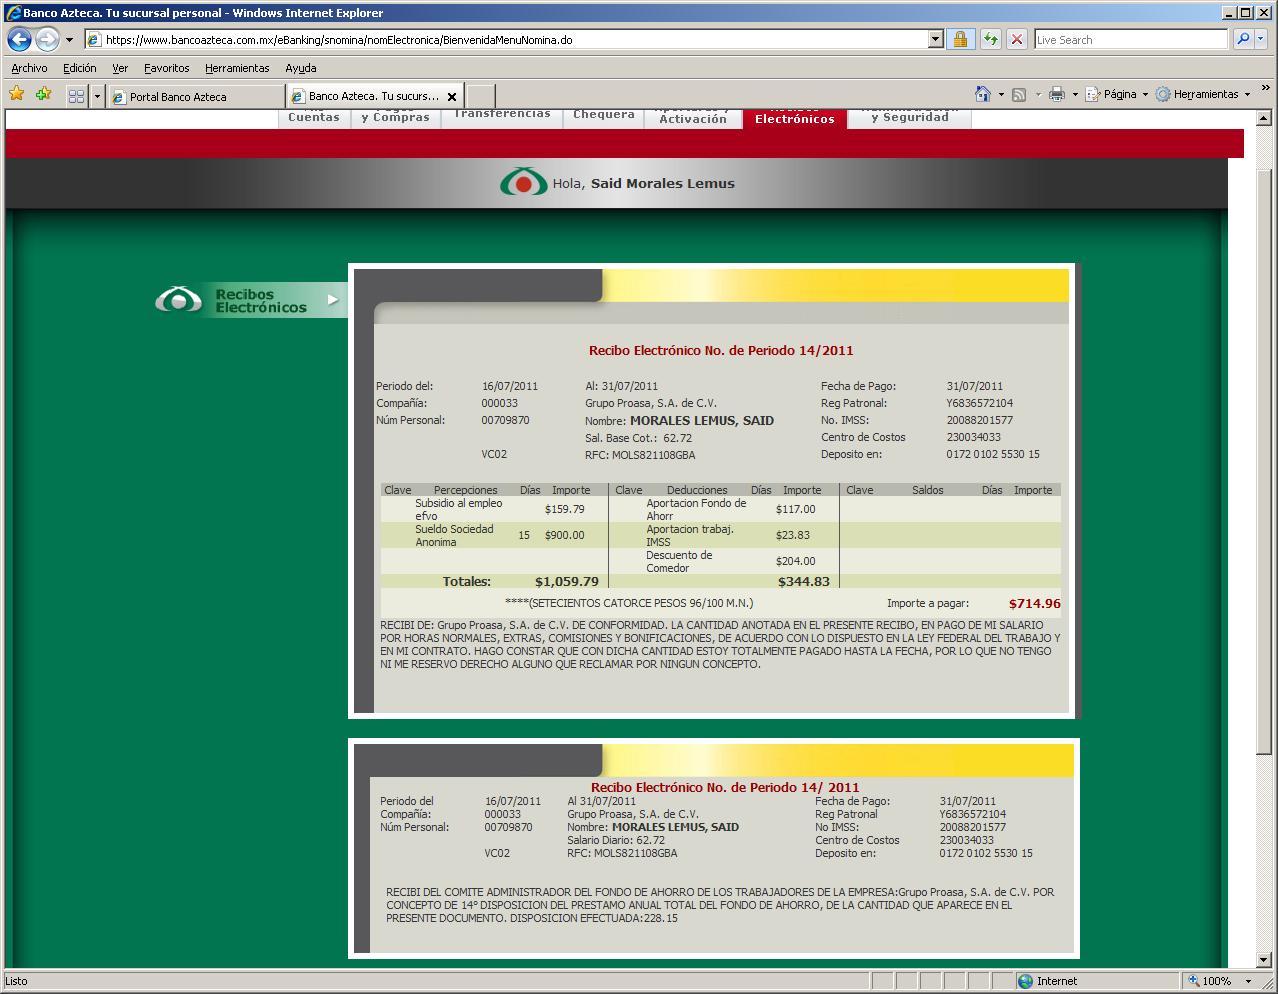 Banco Azteca. Tu sucursal personal - Windows Internet Explorer
https://www.bancoazteca.com.mx/eBanking/snomina/nomElectronica/BienvenidaMenuNomina.do
Live Search
Archivo Edición Ver Favoritos Herramientas Ayuda
Portal Banco Azteca
Banco Azteca. Tu sucurs...
Página
Herramientas
»
Cuentas
y Compras
Transferencias
Chequera
Activación
Electrónicos
y Seguridad
Hola, Said Morales Lemus
Recibos
Electrónicos
Recibo Electrónico No. de Periodo 14/2011
Periodo del: 16/07/2011 Al: 31/07/2011 Fecha de Pago: 31/07/2011
Compañía: 000033 Grupo Proasa, S.A. de C.V. Reg Patronal: Y6836572104
Núm Personal: 00709870 Nombre: MORALES LEMUS, SAID No. IMSS: 20088201577
Sal. Base Cot.: 62.72 Centro de Costos 230034033
VC02 RFC: MOLS821108GBA Deposito en: 0172 0102 5530 15
Clave Percepciones Días Importe Clave Deducciones Días Importe Clave Saldos Días Importe
Subsidio al empleo efvo $159.79 Aportacion Fondo de Ahorr $117.00
Sueldo Sociedad Anonima 15 $900.00 Aportacion trabaj. IMSS $23.83
Descuento de Comedor $204.00
Totales: $1,059.79 $344.83
****(SETECIENTOS CATORCE PESOS 96/100 M.N.) Importe a pagar: $714.96
RECIBI DE: Grupo Proasa, S.A. de C.V. DE CONFORMIDAD. LA CANTIDAD ANOTADA EN EL PRESENTE RECIBO, EN PAGO DE MI SALARIO
POR HORAS NORMALES, EXTRAS, COMISIONES Y BONIFICACIONES, DE ACUERDO CON LO DISPUESTO EN LA LEY FEDERAL DEL TRABAJO Y
EN MI CONTRATO. HAGO CONSTAR QUE CON DICHA CANTIDAD ESTOY TOTALMENTE PAGADO HASTA LA FECHA, POR LO QUE NO TENGO
NI ME RESERVO DERECHO ALGUNO QUE RECLAMAR POR NINGUN CONCEPTO.
Recibo Electrónico No. de Periodo 14/ 2011
Periodo del 16/07/2011 Al 31/07/2011 Fecha de Pago: 31/07/2011
Compañía: 000033 Grupo Proasa, S.A. de C.V. Reg Patronal Y6836572104
Núm Personal: 00709870 Nombre: MORALES LEMUS, SAID No IMSS: 20088201577
Salario Diario: 62.72 Centro de Costos 230034033
VC02 RFC: MOLS821108GBA Deposito en: 0172 0102 5530 15
RECIBI DEL COMITE ADMINISTRADOR DEL FONDO DE AHORRO DE LOS TRABAJADORES DE LA EMPRESA:Grupo Proasa, S.A. de C.V. POR
CONCEPTO DE 14° DISPOSICION DEL PRESTAMO ANUAL TOTAL DEL FONDO DE AHORRO, DE LA CANTIDAD QUE APARECE EN EL
PRESENTE DOCUMENTO. DISPOSICION EFECTUADA:228.15
Listo
Internet
100%